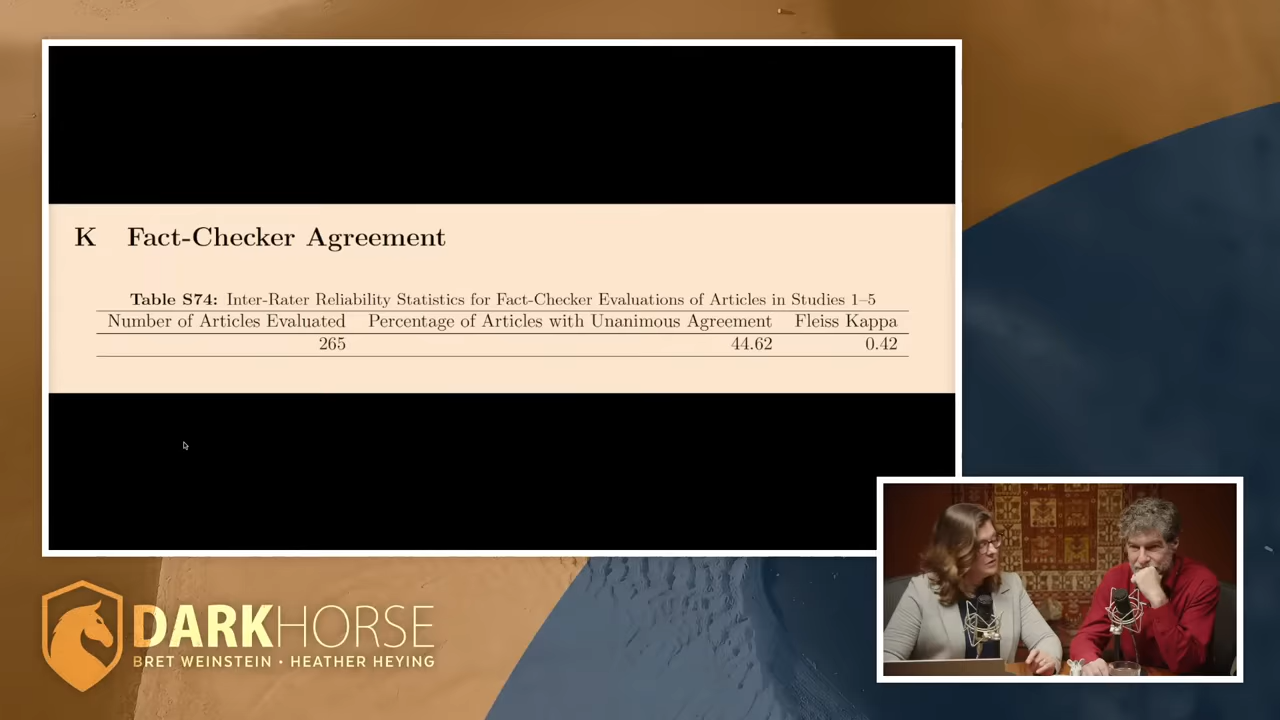 K Fact-Checker Agreement
Table S74: Inter-Rater Reliability Statistics for Fact-Checker Evaluations of Articles in Studies 1–5
Number of Articles Evaluated Percentage of Articles with Unanimous Agreement Fleiss Kappa
265 44.62 0.42
DARKHORSE
BRET WEINSTEIN • HEATHER HEYING